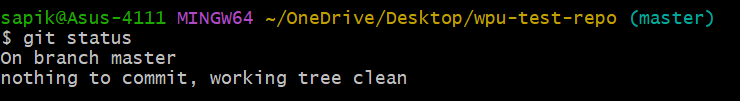 sapik@Asus-4111 MINGW64 ~/OneDrive/Desktop/wpu-test-repo (master)
$ git status
On branch master
nothing to commit, working tree clean